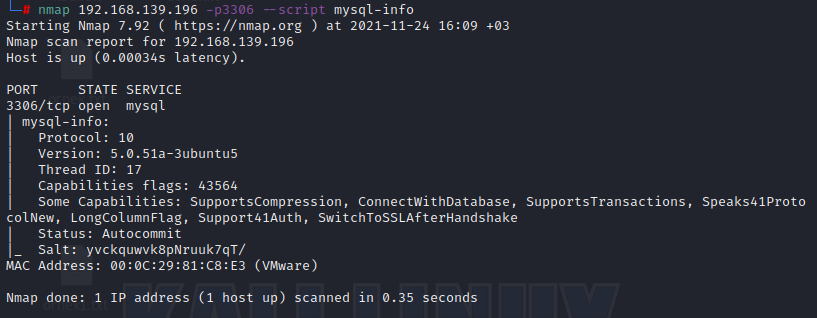 └─# nmap 192.168.139.196 -p3306 --script mysql-info
Starting Nmap 7.92 ( https://nmap.org ) at 2021-11-24 16:09 +03
Nmap scan report for 192.168.139.196
Host is up (0.00034s latency).

PORT     STATE SERVICE
3306/tcp open  mysql
| mysql-info:
|   Protocol: 10
|   Version: 5.0.51a-3ubuntu5
|   Thread ID: 17
|   Capabilities flags: 43564
|   Some Capabilities: SupportsCompression, ConnectWithDatabase, SupportsTransactions, Speaks41Proto
colNew, LongColumnFlag, Support41Auth, SwitchToSSLAfterHandshake
|   Status: Autocommit
|_  Salt: yvckquwvk8pNruuk7qT/
MAC Address: 00:0C:29:81:C8:E3 (VMware)

Nmap done: 1 IP address (1 host up) scanned in 0.35 seconds